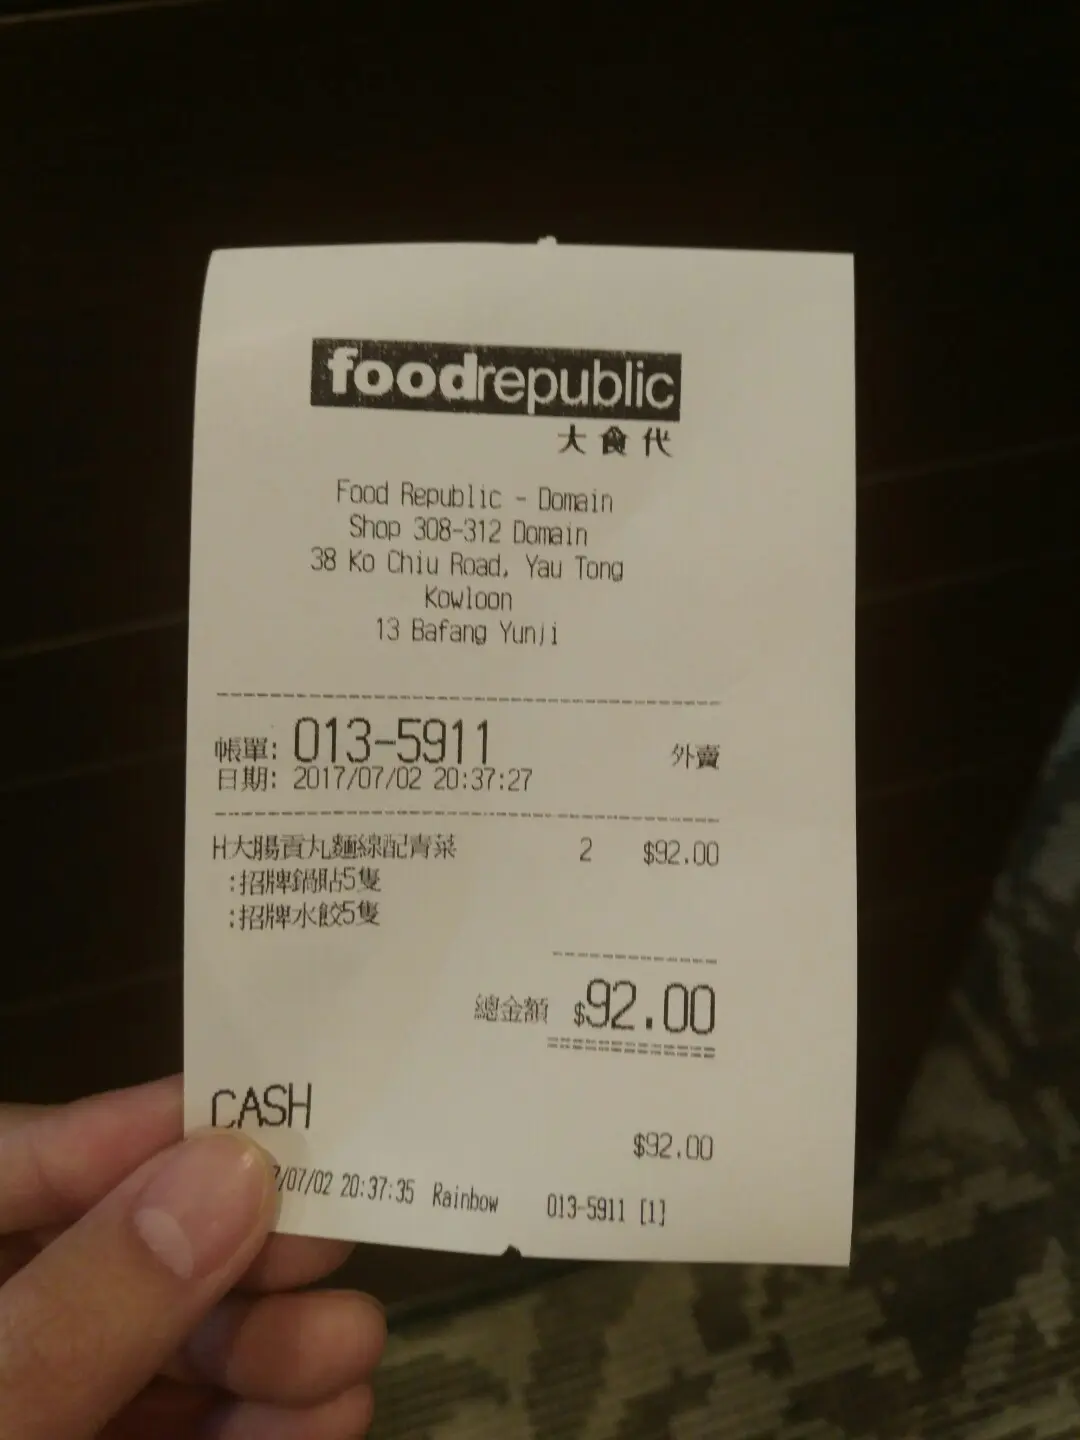 foodrepublic
大食代
Food Republic - Domain
Shop 308-312 Domain
38 Ko Chiu Road, Yau Tong
Kowloon
13 Bafang Yunji
帳單: 013-5911 外賣
日期: 2017/07/02 20:37:27
H大腸貢丸麵線配青菜 2 $92.00
:招牌鍋貼5隻
:招牌水餃5隻
總金額 $92.00
CASH
$92.00
7/07/02 20:37:35 Rainbow 013-5911 [1]